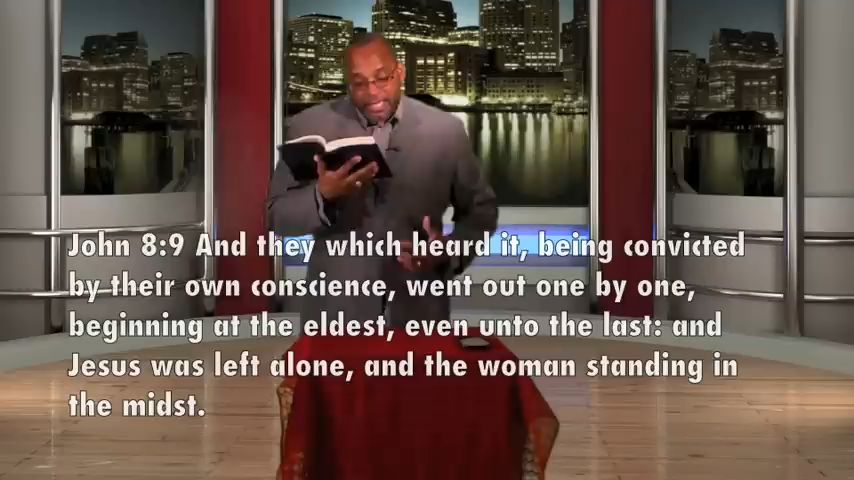 John 8:9 And they which heard it, being convicted
by their own conscience, went out one by one,
beginning at the eldest, even unto the last: and
Jesus was left alone, and the woman standing in
the midst.